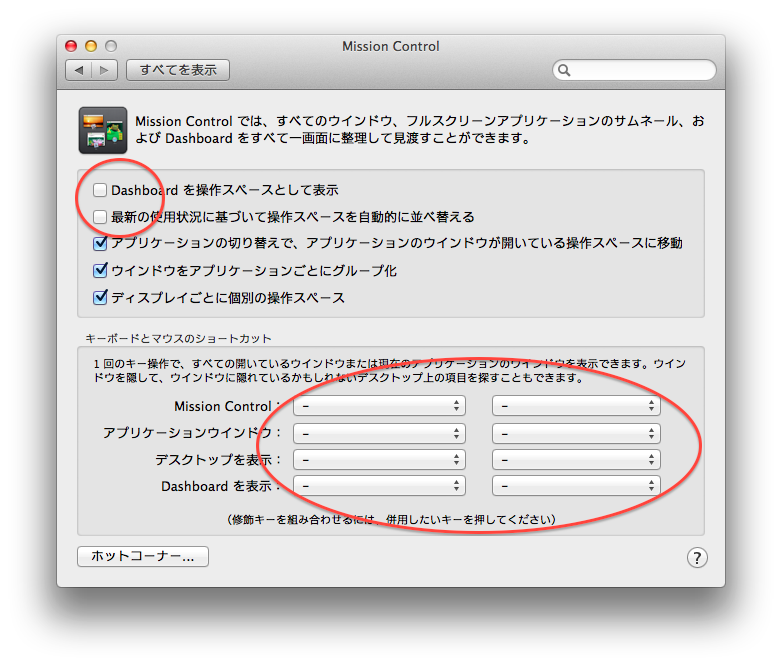 Mission Control
すべてを表示
Mission Control では、すべてのウインドウ、フルスクリーンアプリケーションのサムネール、お
よび Dashboard をすべて一画面に整理して見渡すことができます。
Dashboard を操作スペースとして表示
最新の使用状況に基づいて操作スペースを自動的に並べ替える
アプリケーションの切り替えで、アプリケーションのウインドウが開いている操作スペースに移動
ウインドウをアプリケーションごとにグループ化
ディスプレイごとに個別の操作スペース
キーボードとマウスのショートカット
1 回のキー操作で、すべての開いているウインドウまたは現在のアプリケーションのウインドウを表示できます。ウイン
ドウを隠して、ウインドウに隠れているかもしれないデスクトップ上の項目を探すこともできます。
Mission Control： – –
アプリケーションウインドウ： – –
デスクトップを表示： – –
Dashboard を表示： – –
（修飾キーを組み合わせるには、併用したいキーを押してください）
ホットコーナー... ?